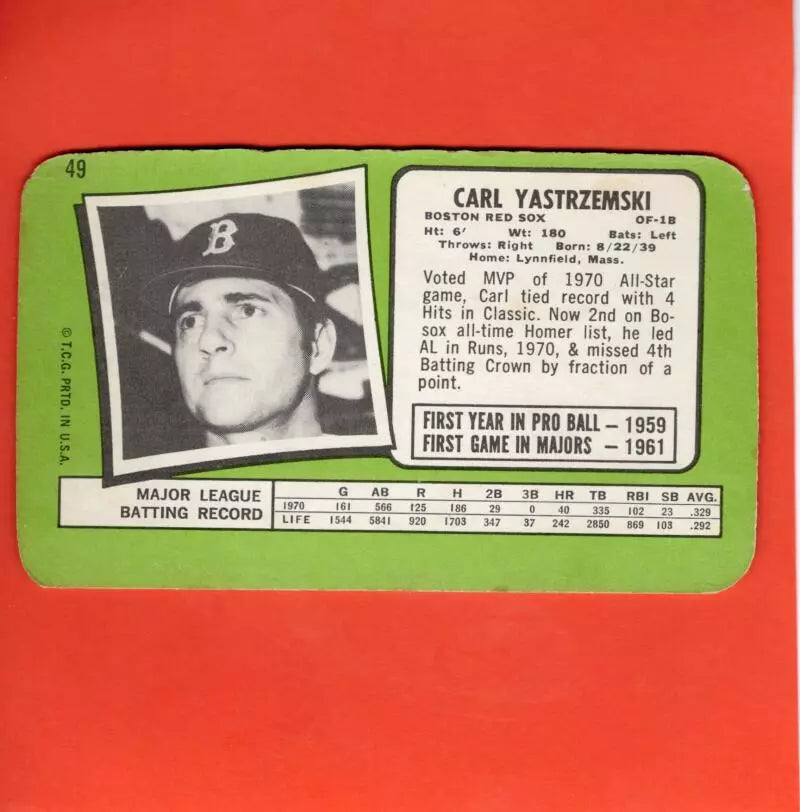 49
B
© T.C.G. PRTD. IN U.S.A.
CARL YASTRZEMSKI
BOSTON RED SOX OF-1B
Ht: 6' Wt: 180 Bats: Left
Throws: Right Born: 8/22/39
Home: Lynnfield, Mass.
Voted MVP of 1970 All-Star
game, Carl tied record with 4
Hits in Classic. Now 2nd on Bo-
sox all-time Homer list, he led
AL in Runs, 1970, & missed 4th
Batting Crown by fraction of a
point.
FIRST YEAR IN PRO BALL – 1959
FIRST GAME IN MAJORS – 1961
MAJOR LEAGUE
BATTING RECORD
G AB R H 2B 3B HR TB RBI SB AVG.
1970 161 566 125 186 29 0 40 335 102 23 .329
LIFE 1544 5841 920 1703 347 37 242 2850 869 103 .292